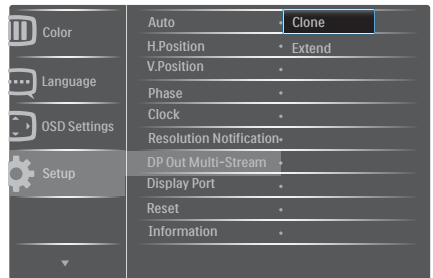 Color
Language
OSD Settings
Setup
Auto
H.Position
V.Position
Phase
Clock
Resolution Notification
DP Out Multi-Stream
Display Port
Reset
Information
Clone
Extend